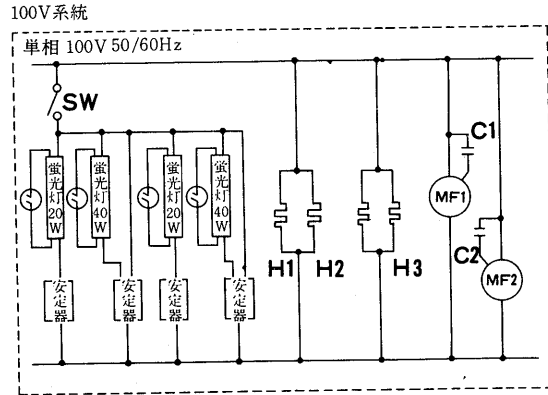 100V系統
単相 100V 50/60Hz
SW
C1
蛍光灯20W
蛍光灯40W
蛍光灯20W
蛍光灯40W
MF1
C2
H1
H2
H3
MF2
安定器
安定器
安定器
安定器